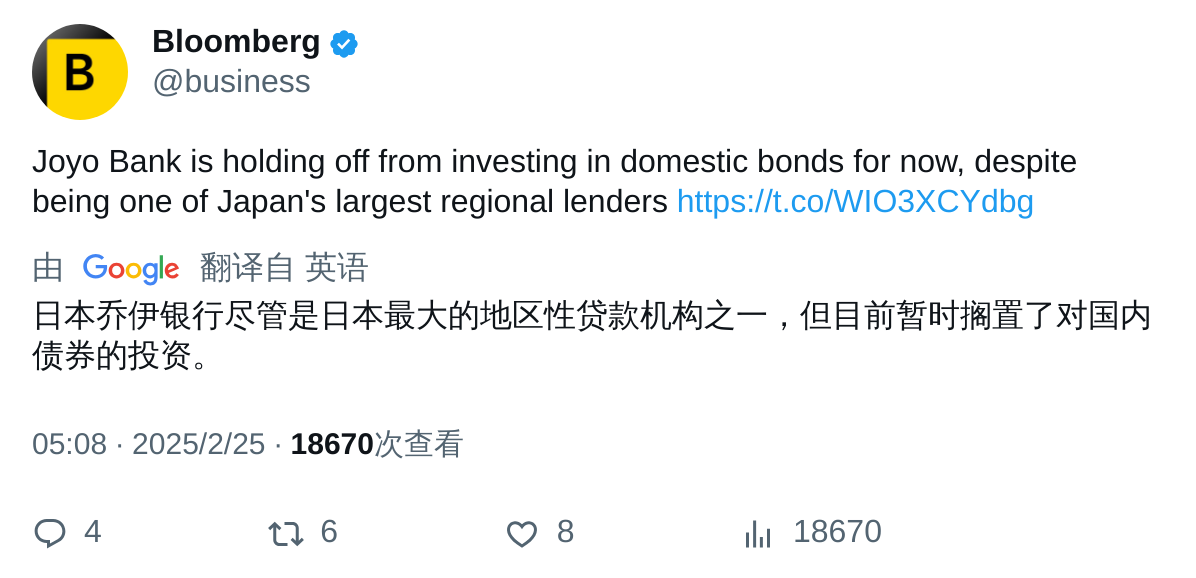 B
Bloomberg
@business
Joyo Bank is holding off from investing in domestic bonds for now, despite
being one of Japan's largest regional lenders https://t.co/WIO3XCYdbg
由 Google 翻译自 英语
日本乔伊银行尽管是日本最大的地区性贷款机构之一，但目前暂时搁置了对国内
债券的投资。
05:08 · 2025/2/25 · 18670次查看
4 6 8 18670